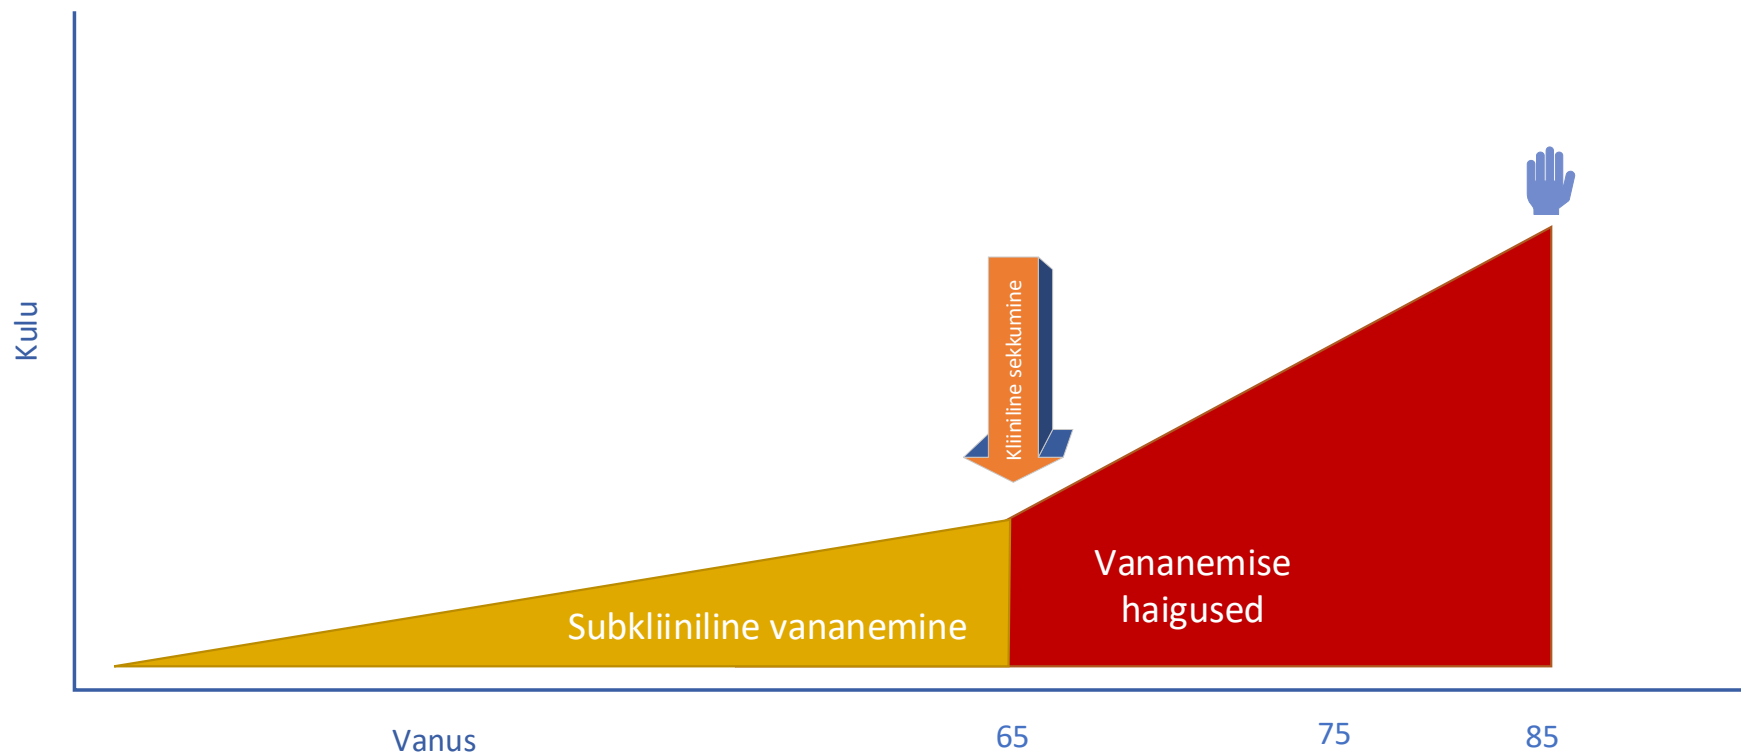 Kulu
Kliiniline sekkumine
Subkliiniline vananemine
Vananemise
haigused
Vanus
65
75
85